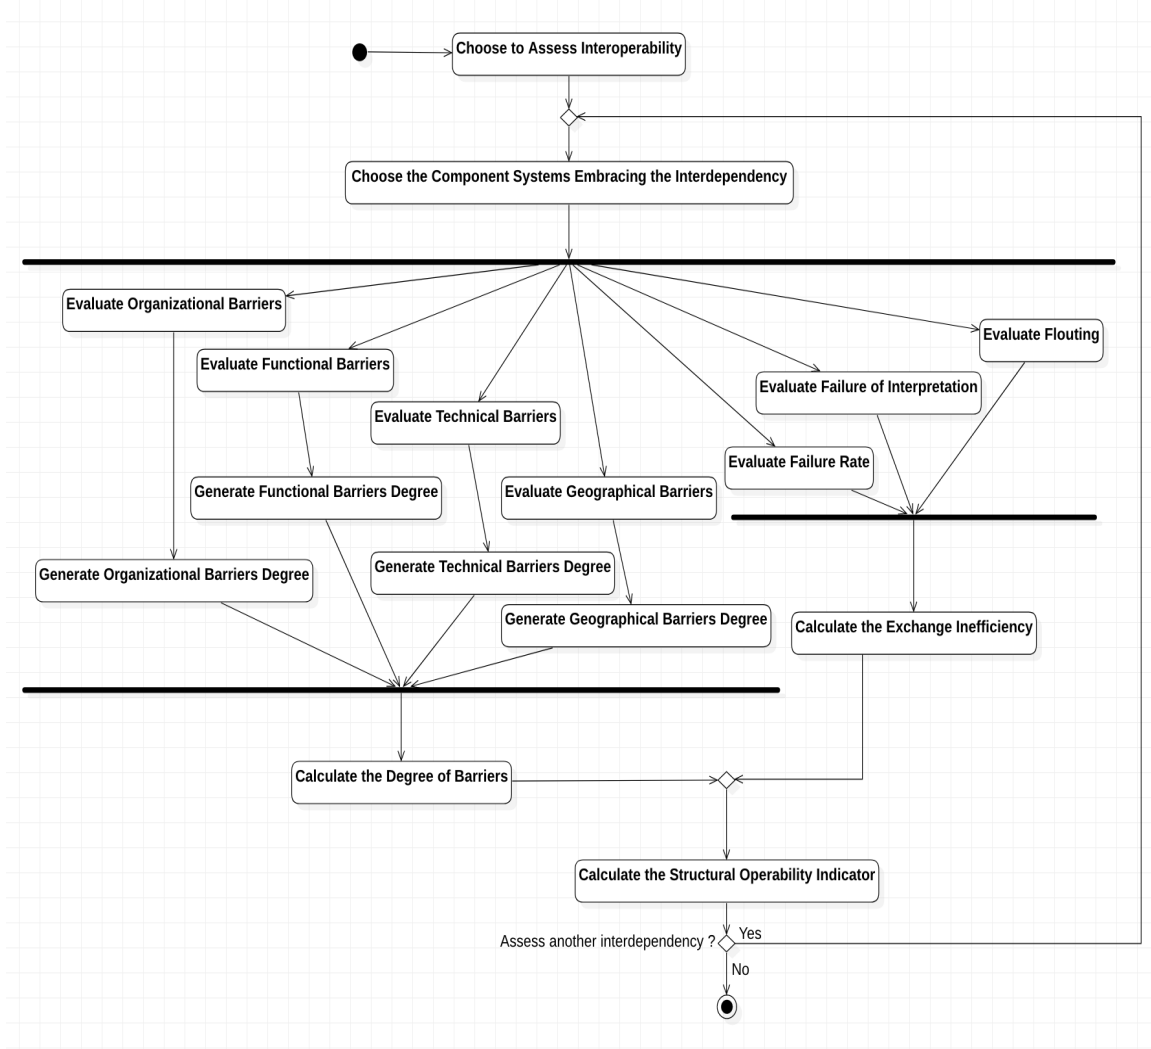 Choose to Assess Interoperability
Choose the Component Systems Embracing the Interdependency
Evaluate Organizational Barriers
Evaluate Flouting
Evaluate Functional Barriers
Evaluate Failure of Interpretation
Evaluate Technical Barriers
Evaluate Failure Rate
Generate Functional Barriers Degree
Evaluate Geographical Barriers
Generate Organizational Barriers Degree
Generate Technical Barriers Degree
Generate Geographical Barriers Degree
Calculate the Exchange Inefficiency
Calculate the Degree of Barriers
Calculate the Structural Operability Indicator
Assess another interdependency ?
Yes
No